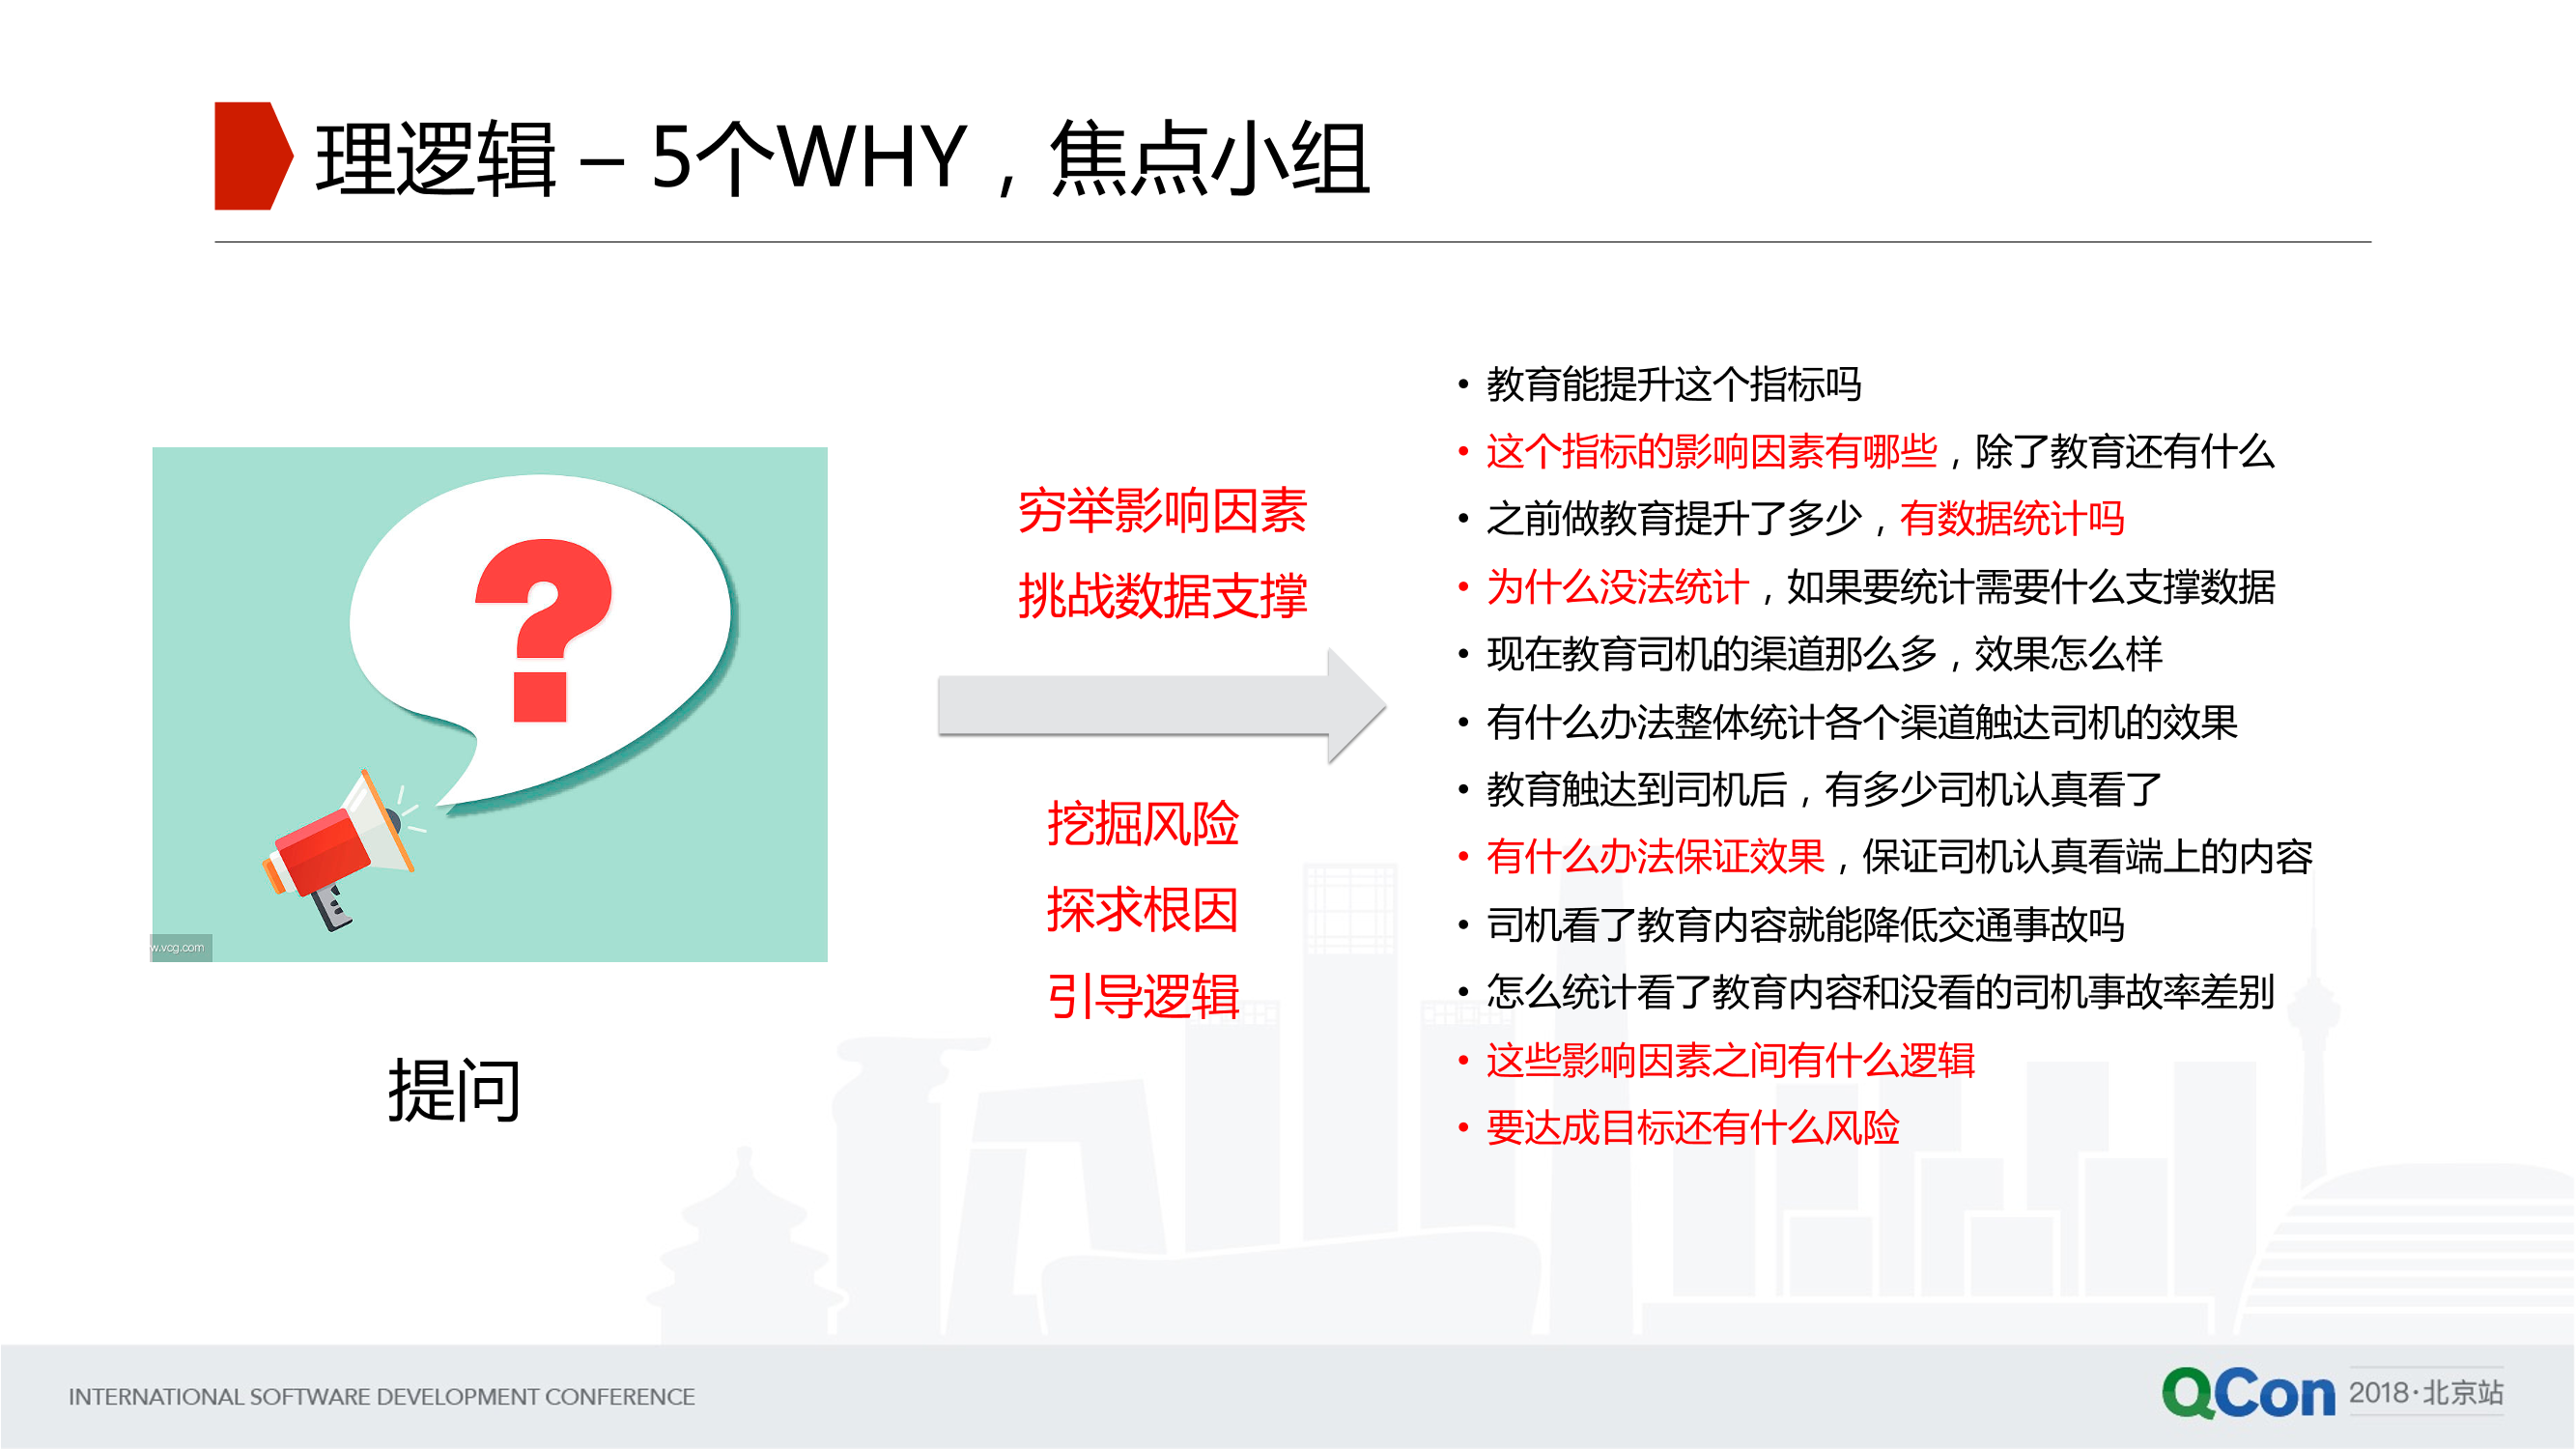 理逻辑 – 5个WHY，焦点小组
穷举影响因素
挑战数据支撑
挖掘风险
探求根因
引导逻辑
w.vcg.com
提问
• 教育能提升这个指标吗
• 这个指标的影响因素有哪些，除了教育还有什么
• 之前做教育提升了多少，有数据统计吗
• 为什么没法统计，如果要统计需要什么支撑数据
• 现在教育司机的渠道那么多，效果怎么样
• 有什么办法整体统计各个渠道触达司机的效果
• 教育触达到司机后，有多少司机认真看了
• 有什么办法保证效果，保证司机认真看端上的内容
• 司机看了教育内容就能降低交通事故吗
• 怎么统计看了教育内容和没看的司机事故率差别
• 这些影响因素之间有什么逻辑
• 要达成目标还有什么风险
INTERNATIONAL SOFTWARE DEVELOPMENT CONFERENCE
QCon 2018·北京站